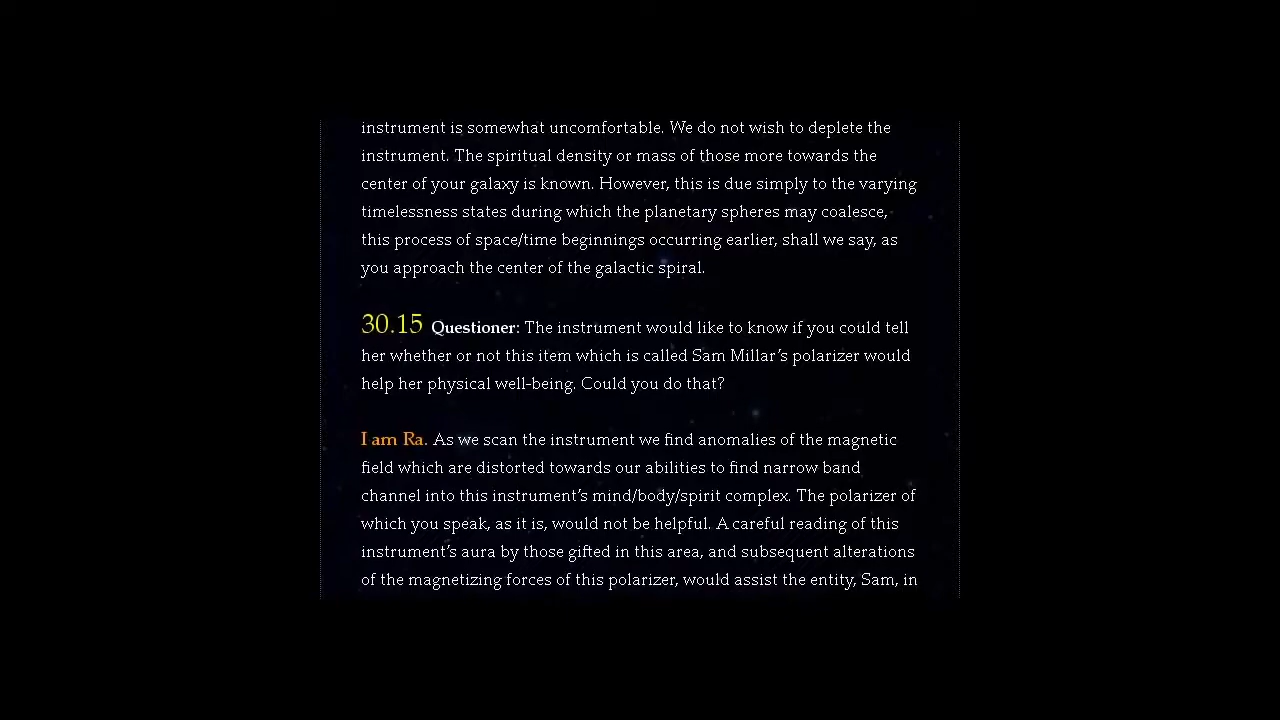 instrument is somewhat uncomfortable. We do not wish to deplete the
instrument. The spiritual density or mass of those more towards the
center of your galaxy is known. However, this is due simply to the varying
timelessness states during which the planetary spheres may coalesce,
this process of space/time beginnings occurring earlier, shall we say, as
you approach the center of the galactic spiral.
30.15 Questioner: The instrument would like to know if you could tell
her whether or not this item which is called Sam Millar’s polarizer would
help her physical well-being. Could you do that?
I am Ra. As we scan the instrument we find anomalies of the magnetic
field which are distorted towards our abilities to find narrow band
channel into this instrument’s mind/body/spirit complex. The polarizer of
which you speak, as it is, would not be helpful. A careful reading of this
instrument’s aura by those gifted in this area, and subsequent alterations
of the magnetizing forces of this polarizer, would assist the entity, Sam, in